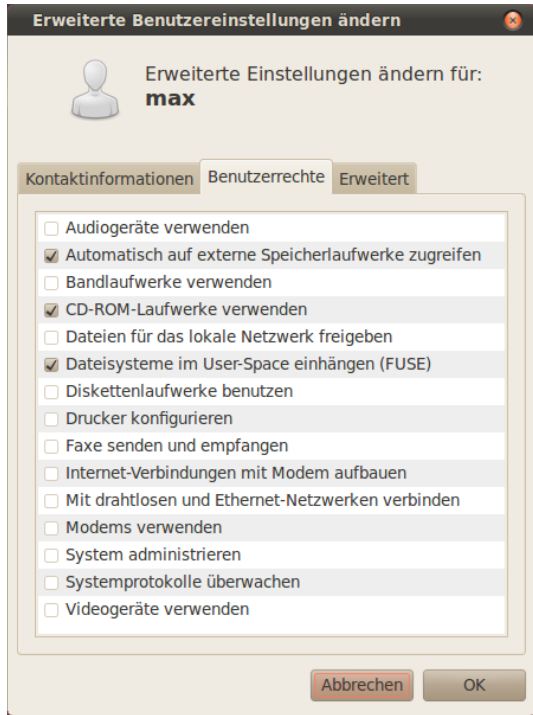 Erweiterte Benutzereinstellungen ändern
Erweiterte Einstellungen ändern für:
max
Kontaktinformationen Benutzerrechte Erweitert
Audiogeräte verwenden
Automatisch auf externe Speicherlaufwerke zugreifen
Bandlaufwerke verwenden
CD-ROM-Laufwerke verwenden
Dateien für das lokale Netzwerk freigeben
Dateisysteme im User-Space einhängen (FUSE)
Diskettenlaufwerke benutzen
Drucker konfigurieren
Faxe senden und empfangen
Internet-Verbindungen mit Modem aufbauen
Mit drahtlosen und Ethernet-Netzwerken verbinden
Modems verwenden
System administrieren
Systemprotokolle überwachen
Videogeräte verwenden
Abbrechen OK